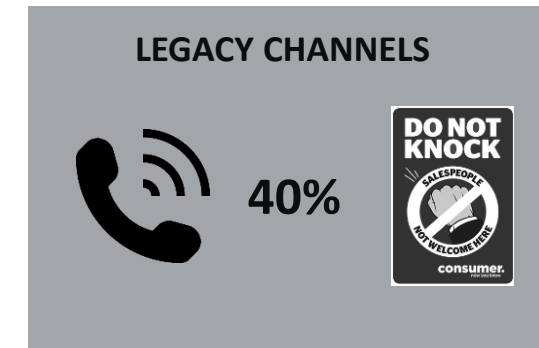 LEGACY CHANNELS
40%
DO NOT
KNOCK
SALESPEOPLE
NOT WELCOME HERE
consumer.